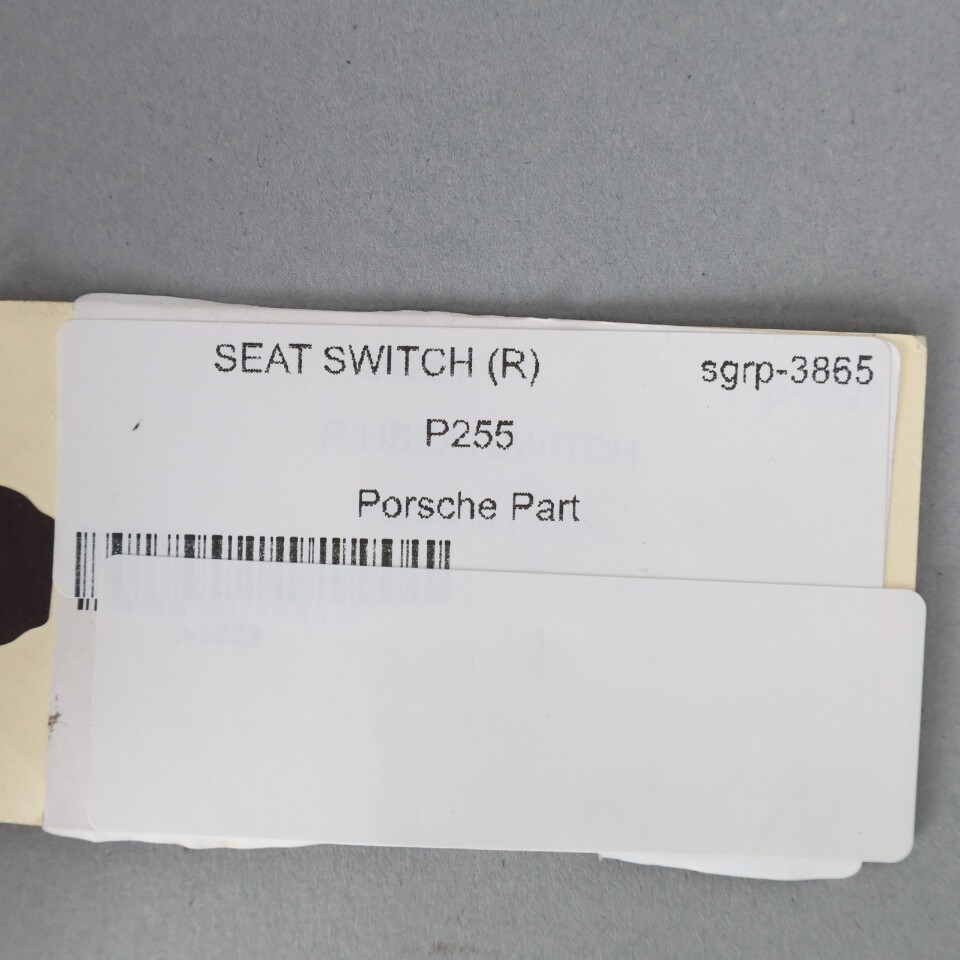 SEAT SWITCH (R) sgrp-3865
P255
Porsche Part